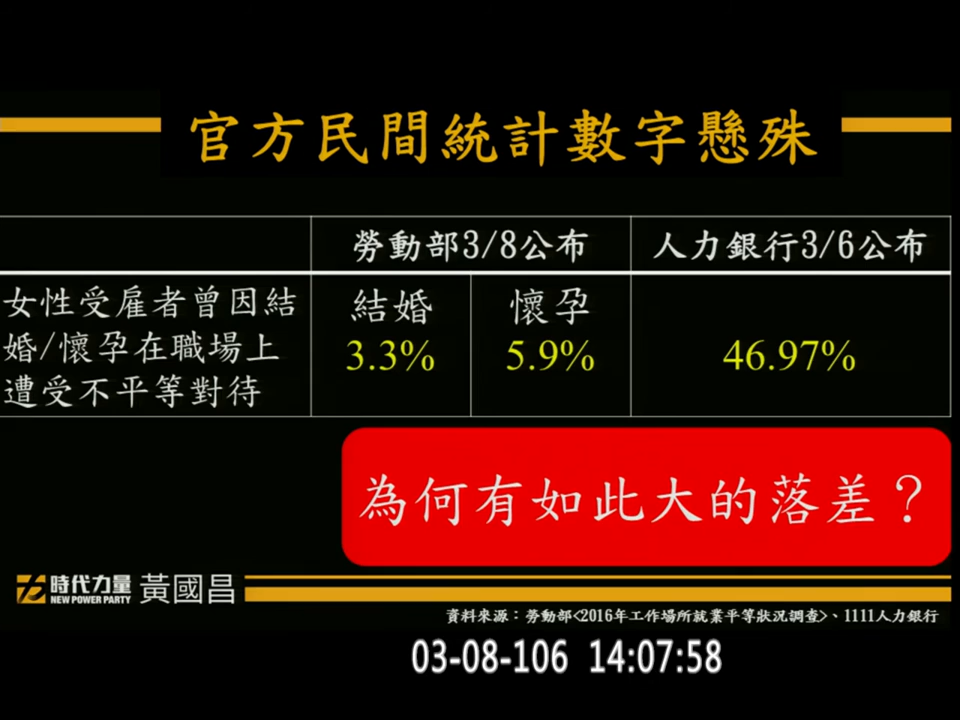 官方民間統計數字懸殊
勞動部3/8公布
人力銀行3/6公布
女性受雇者曾因結
婚/懷孕在職場上
遭受不平等對待
結婚
3.3%
懷孕
5.9%
46.97%
為何有如此大的落差？
時代力量 黃國昌
NEW POWER PARTY
資料來源：勞動部<2016年工作場所就業平等狀況調查>、1111人力銀行
03-08-106 14:07:58